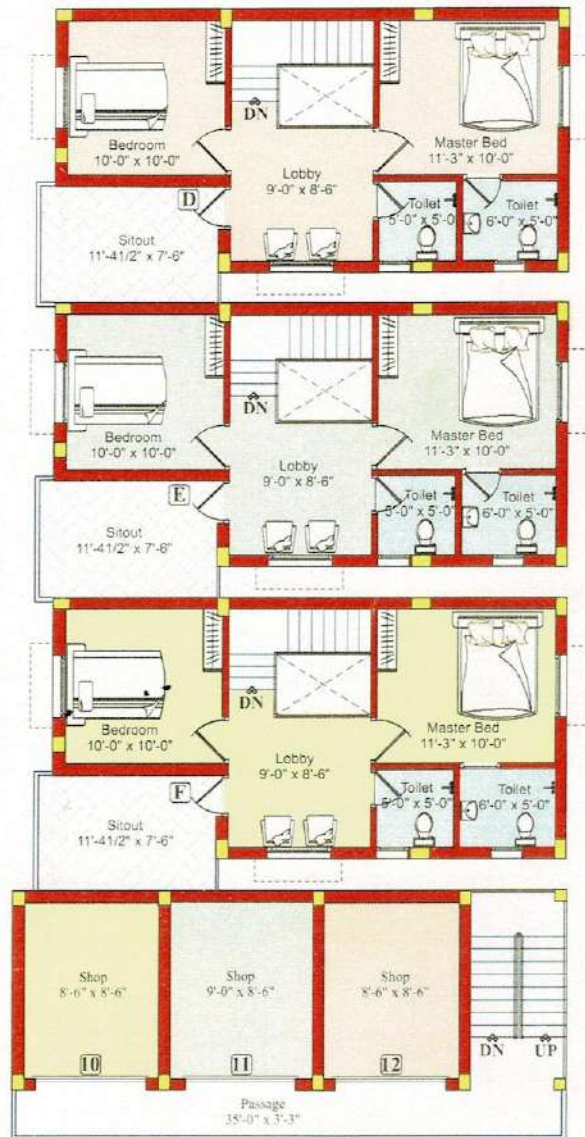 DN
Bedroom
10'-0" x 10'-0"
Master Bed
11'-3" x 10'-0"
Lobby
9'-0" x 8'-6"
D
Toilet
5'-0" x 5'-0
Toilet
6'-0" x 5'-0"
Sitout
11'-41/2" x 7'-6"
DN
Bedroom
10'-0" x 10'-0"
Master Bed
11'-3" x 10'-0"
Lobby
9'-0" x 8'-6"
E
Toilet
5'-0" x 5'-0"
Toilet
6'-0" x 5'-0"
Sitout
11'-41/2" x 7'-6"
DN
Bedroom
10'-0" x 10'-0"
Master Bed
11'-3" x 10'-0"
Lobby
9'-0" x 8'-6"
F
Toilet
5'-0" x 5'-0"
Toilet
6'-0" x 5'-0"
Sitout
11'-41/2" x 7'-6"
Shop
8'-6" x 8'-6"
Shop
9'-0" x 8'-6"
Shop
8'-6" x 8'-6"
10
11
12
DN
UP
Passage
35'-0" x 3'-3"